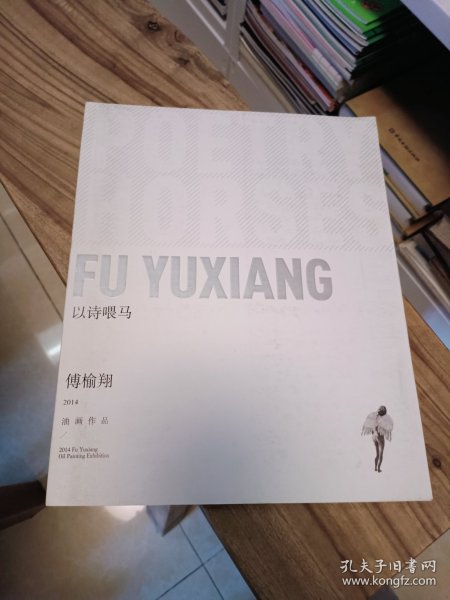 POETRY
HORSES
FU YUXIANG
以诗喂马
傅榆翔
2014
油画作品
/
2014 Fu Yuxiang
Oil Painting Exhibition
孔夫子旧书网
www.kongfz.com